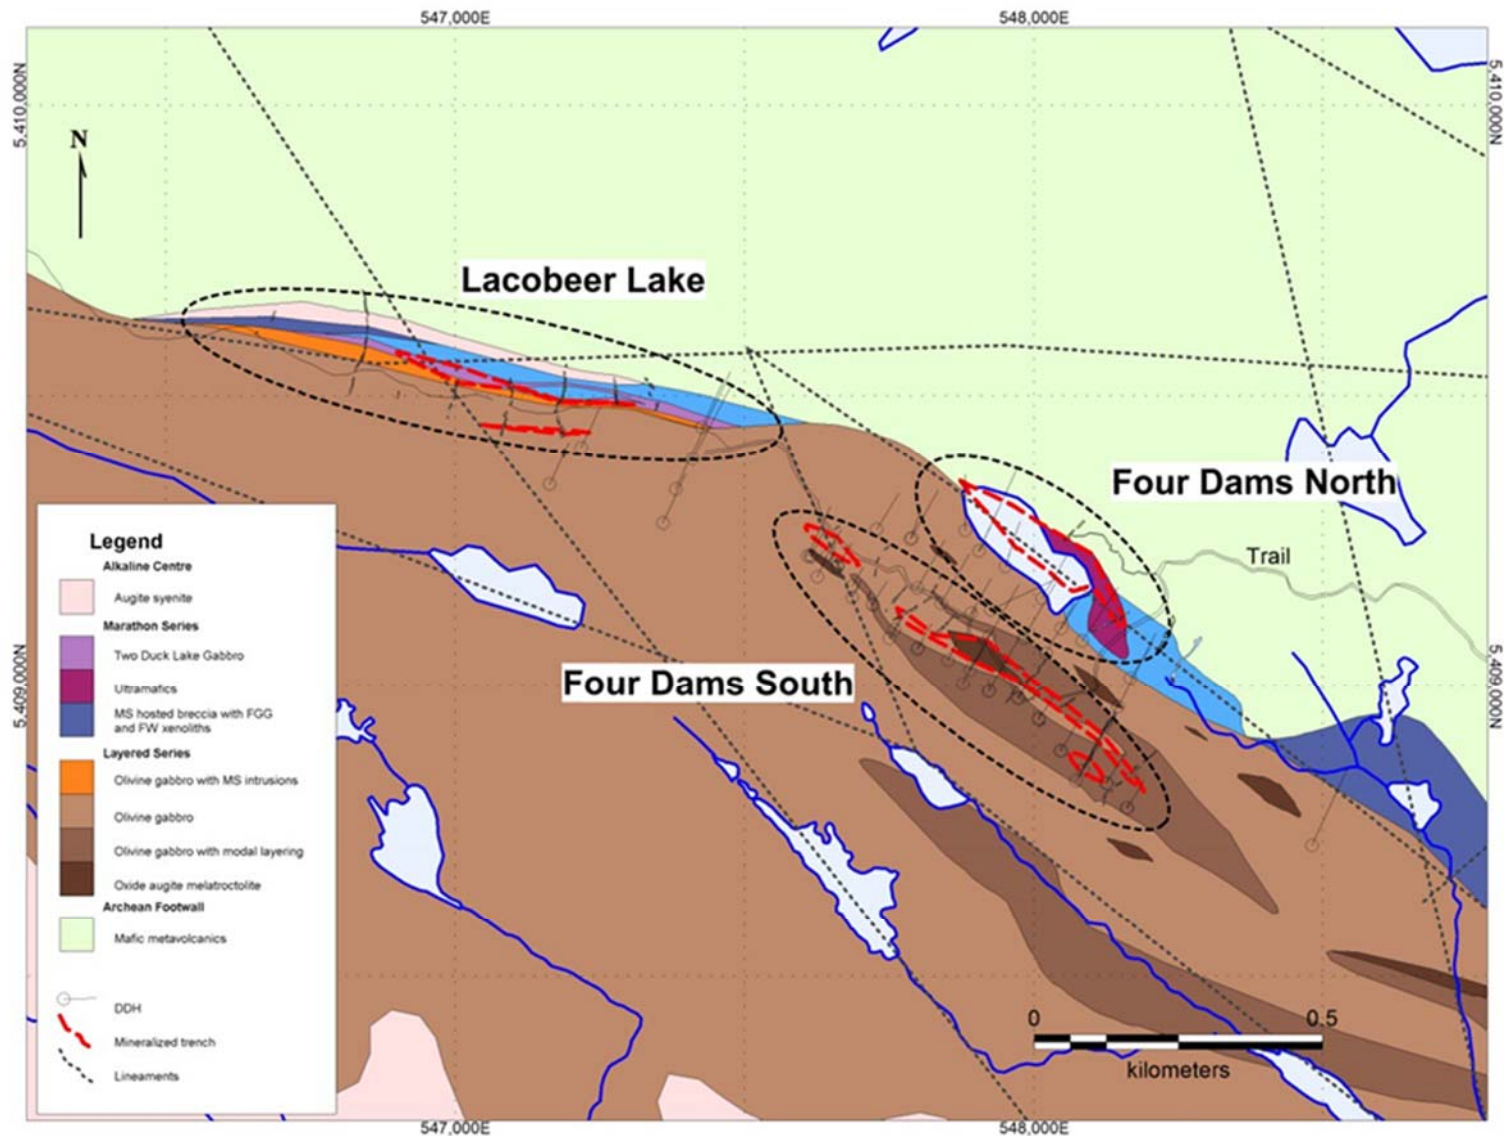 547,000E
548,000E
5,410,000N
5,410,000N
N
Lacobeer Lake
Four Dams North
Trail
Four Dams South
5,409,000N
5,409,000N
Legend
Alkaline Centre
Augite syenite
Marathon Series
Two Duck Lake Gabbro
Ultramafics
MS hosted breccia with FGG
and FW xenoliths
Layered Series
Olivine gabbro with MS intrusions
Olivine gabbro
Olivine gabbro with modal layering
Oxide augite melatroctolite
Archean Footwall
Mafic metavolcanics
DDH
Mineralized trench
Lineaments
0
0.5
kilometers
547,000E
548,000E